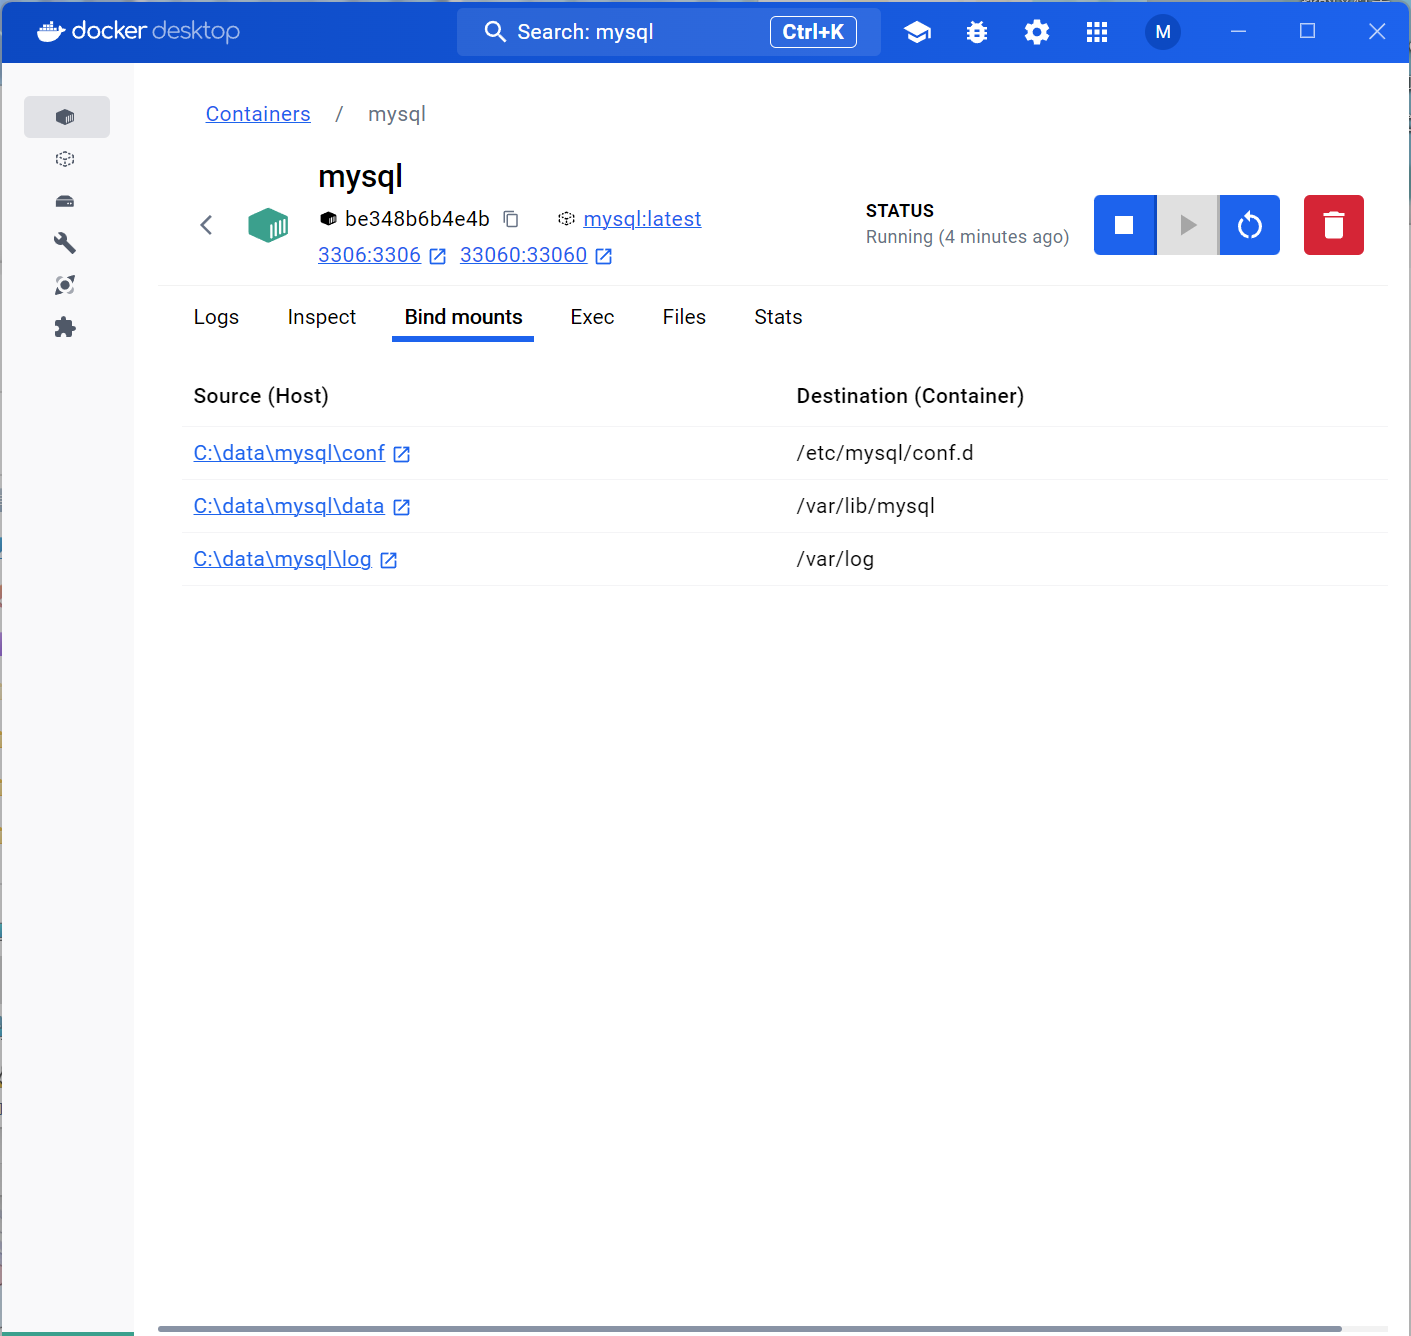 docker desktop
Search: mysql
Ctrl+K
M
Containers / mysql
mysql
be348b6b4e4b
mysql:latest
3306:3306
33060:33060
STATUS
Running (4 minutes ago)
Logs
Inspect
Bind mounts
Exec
Files
Stats
Source (Host)
Destination (Container)
C:\data\mysql\conf
/etc/mysql/conf.d
C:\data\mysql\data
/var/lib/mysql
C:\data\mysql\log
/var/log